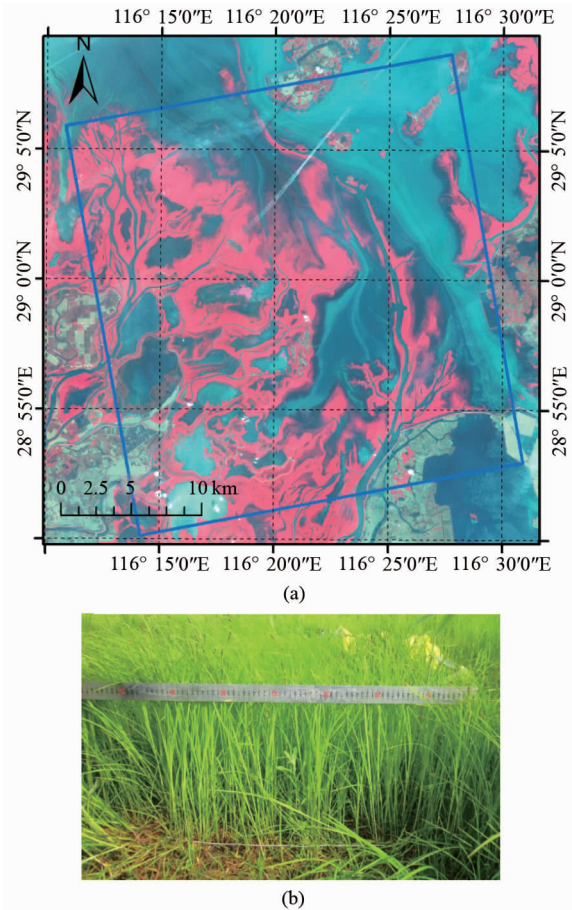 116° 15′0″E 116° 20′0″E 116° 25′0″E 116° 30′0″E
N
29° 5′0″N 29° 5′0″N
29° 0′0″N 29° 0′0″N
28° 55′0″N 28° 55′0″N
0 2.5 5 10 km
116° 15′0″E 116° 20′0″E 116° 25′0″E 116° 30′0″E
(a)
(b)